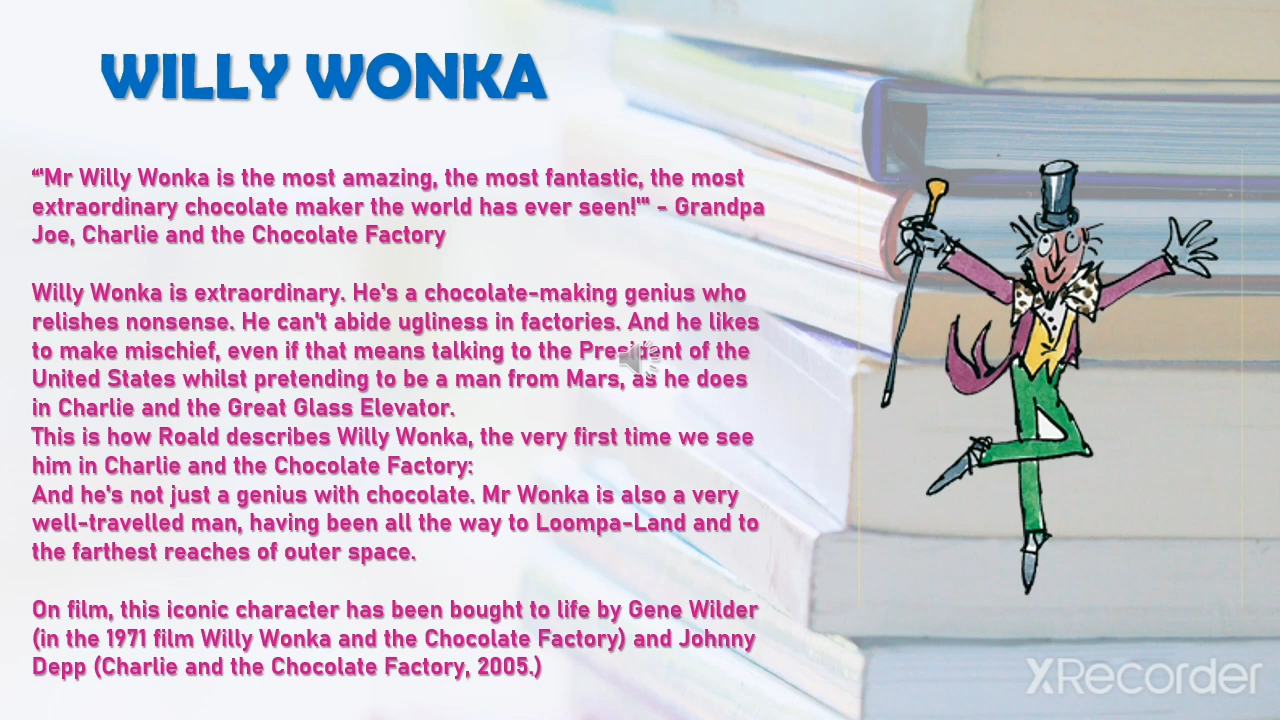 WILLY WONKA
“'Mr Willy Wonka is the most amazing, the most fantastic, the most
extraordinary chocolate maker the world has ever seen!'" - Grandpa
Joe, Charlie and the Chocolate Factory
Willy Wonka is extraordinary. He's a chocolate-making genius who
relishes nonsense. He can't abide ugliness in factories. And he likes
to make mischief, even if that means talking to the President of the
United States whilst pretending to be a man from Mars, as he does
in Charlie and the Great Glass Elevator.
This is how Roald describes Willy Wonka, the very first time we see
him in Charlie and the Chocolate Factory:
And he's not just a genius with chocolate. Mr Wonka is also a very
well-travelled man, having been all the way to Loompa-Land and to
the farthest reaches of outer space.
On film, this iconic character has been bought to life by Gene Wilder
(in the 1971 film Willy Wonka and the Chocolate Factory) and Johnny
Depp (Charlie and the Chocolate Factory, 2005.)
XRecorder